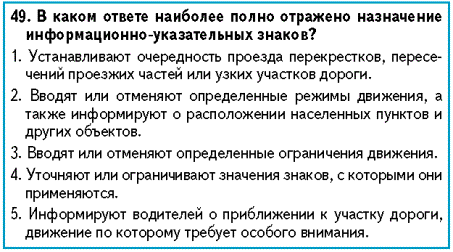 49. В каком ответе наиболее полно отражено назначение
информационно-указательных знаков?
1. Устанавливают очередность проезда перекрестков, пересе-
чений проезжих частей или узких участков дороги.
2. Вводят или отменяют определенные режимы движения, а
также информируют о расположении населенных пунктов и
других объектов.
3. Вводят или отменяют определенные ограничения движения.
4. Уточняют или ограничивают значения знаков, с которыми они
применяются.
5. Информируют водителей о приближении к участку дороги,
движение по которому требует особого внимания.